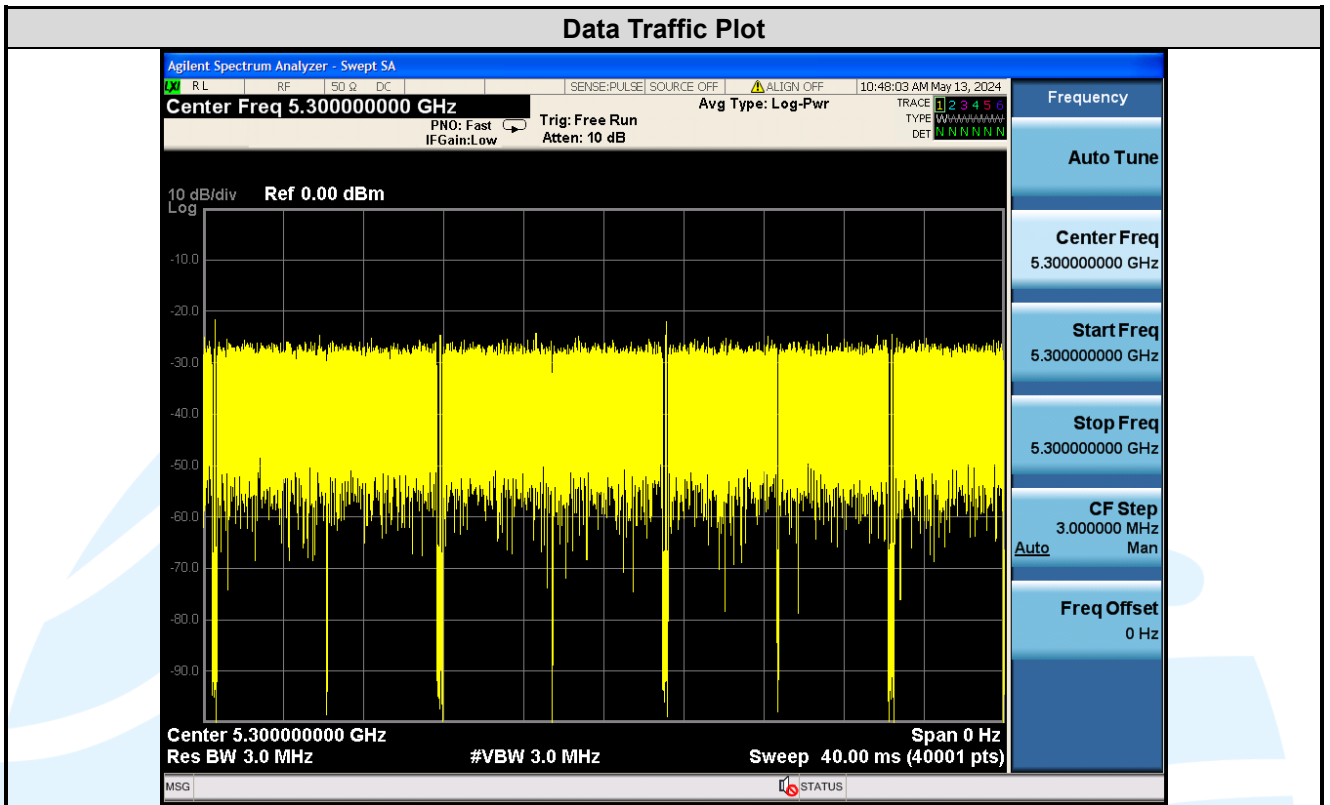 Data Traffic Plot
Agilent Spectrum Analyzer - Swept SA
LXI RL RF 50 Ω DC SENSE:PULSE SOURCE OFF ALIGN OFF 10:48:03 AM May 13, 2024
Center Freq 5.300000000 GHz Avg Type: Log-Pwr TRACE 1 2 3 4 5 6
PNO: Fast Trig: Free Run TYPE WWWWWW
IFGain:Low Atten: 10 dB DET N N N N N N
10 dB/div Ref 0.00 dBm
Log
-10.0
-20.0
-30.0
-40.0
-50.0
-60.0
-70.0
-80.0
-90.0
Center 5.300000000 GHz Span 0 Hz
Res BW 3.0 MHz #VBW 3.0 MHz Sweep 40.00 ms (40001 pts)
MSG STATUS
Frequency
Auto Tune
Center Freq
5.300000000 GHz
Start Freq
5.300000000 GHz
Stop Freq
5.300000000 GHz
CF Step
3.000000 MHz
Auto Man
Freq Offset
0 Hz